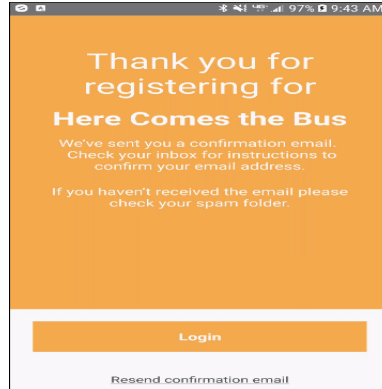 97% 9:43 AM
Thank you for
registering for
Here Comes the Bus
We've sent you a confirmation email.
Check your inbox for instructions to
confirm your email address.
If you haven't received the email please
check your spam folder.
Login
Resend confirmation email